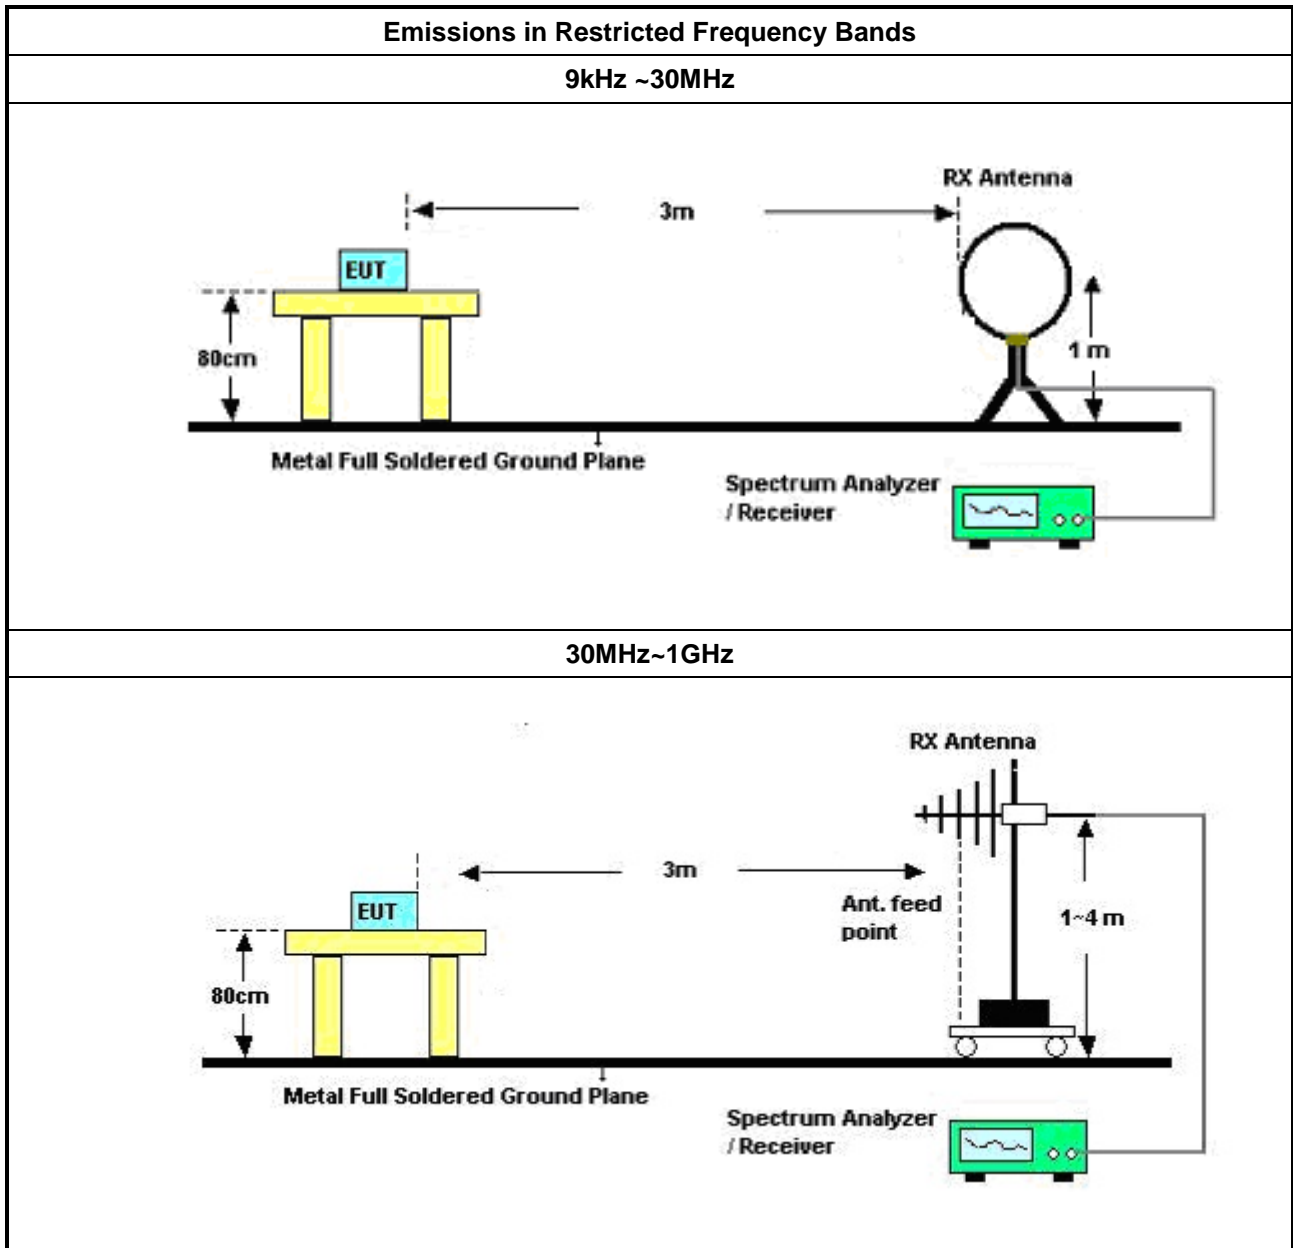 Emissions in Restricted Frequency Bands
9kHz ~30MHz
RX Antenna
3m
EUT
80cm
1 m
Metal Full Soldered Ground Plane
Spectrum Analyzer
/ Receiver
30MHz~1GHz
RX Antenna
3m
Ant. feed
point
EUT
1~4 m
80cm
Metal Full Soldered Ground Plane
Spectrum Analyzer
/ Receiver